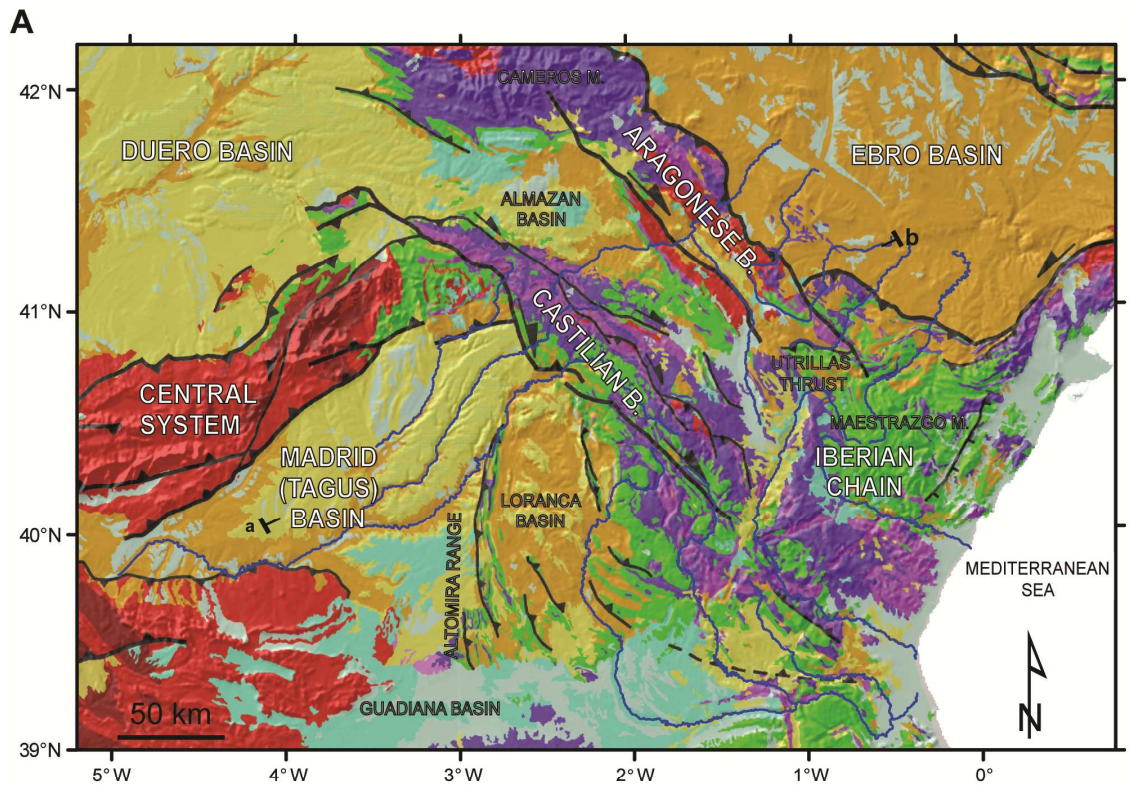 A
42°N
41°N
40°N
39°N
CAMEROS M.
DUERO BASIN
ARAGONESE B.
EBRO BASIN
ALMAZAN
BASIN
b
CASTILIAN B.
UTRILLAS
THRUST
CENTRAL
SYSTEM
MAESTRAZGO M.
MADRID
(TAGUS)
BASIN
IBERIAN
CHAIN
LORANCA
BASIN
a
ALTOMIRA RANGE
MEDITERRANEAN
SEA
GUADIANA BASIN
50 km
N
5°W
4°W
3°W
2°W
1°W
0°